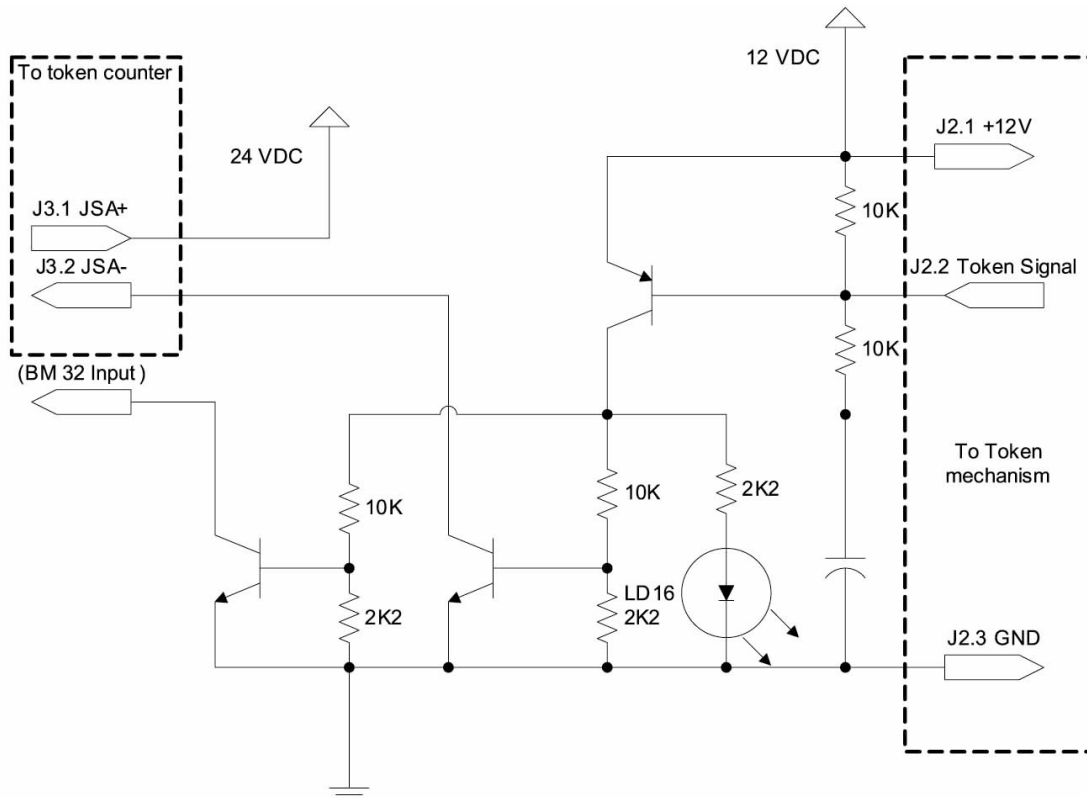 To token counter
12 VDC
24 VDC
J2.1 +12V
10K
J3.1 JSA+
J3.2 JSA-
J2.2 Token Signal
10K
(BM 32 Input )
To Token
mechanism
10K
10K
2K2
LD16
2K2
2K2
J2.3 GND